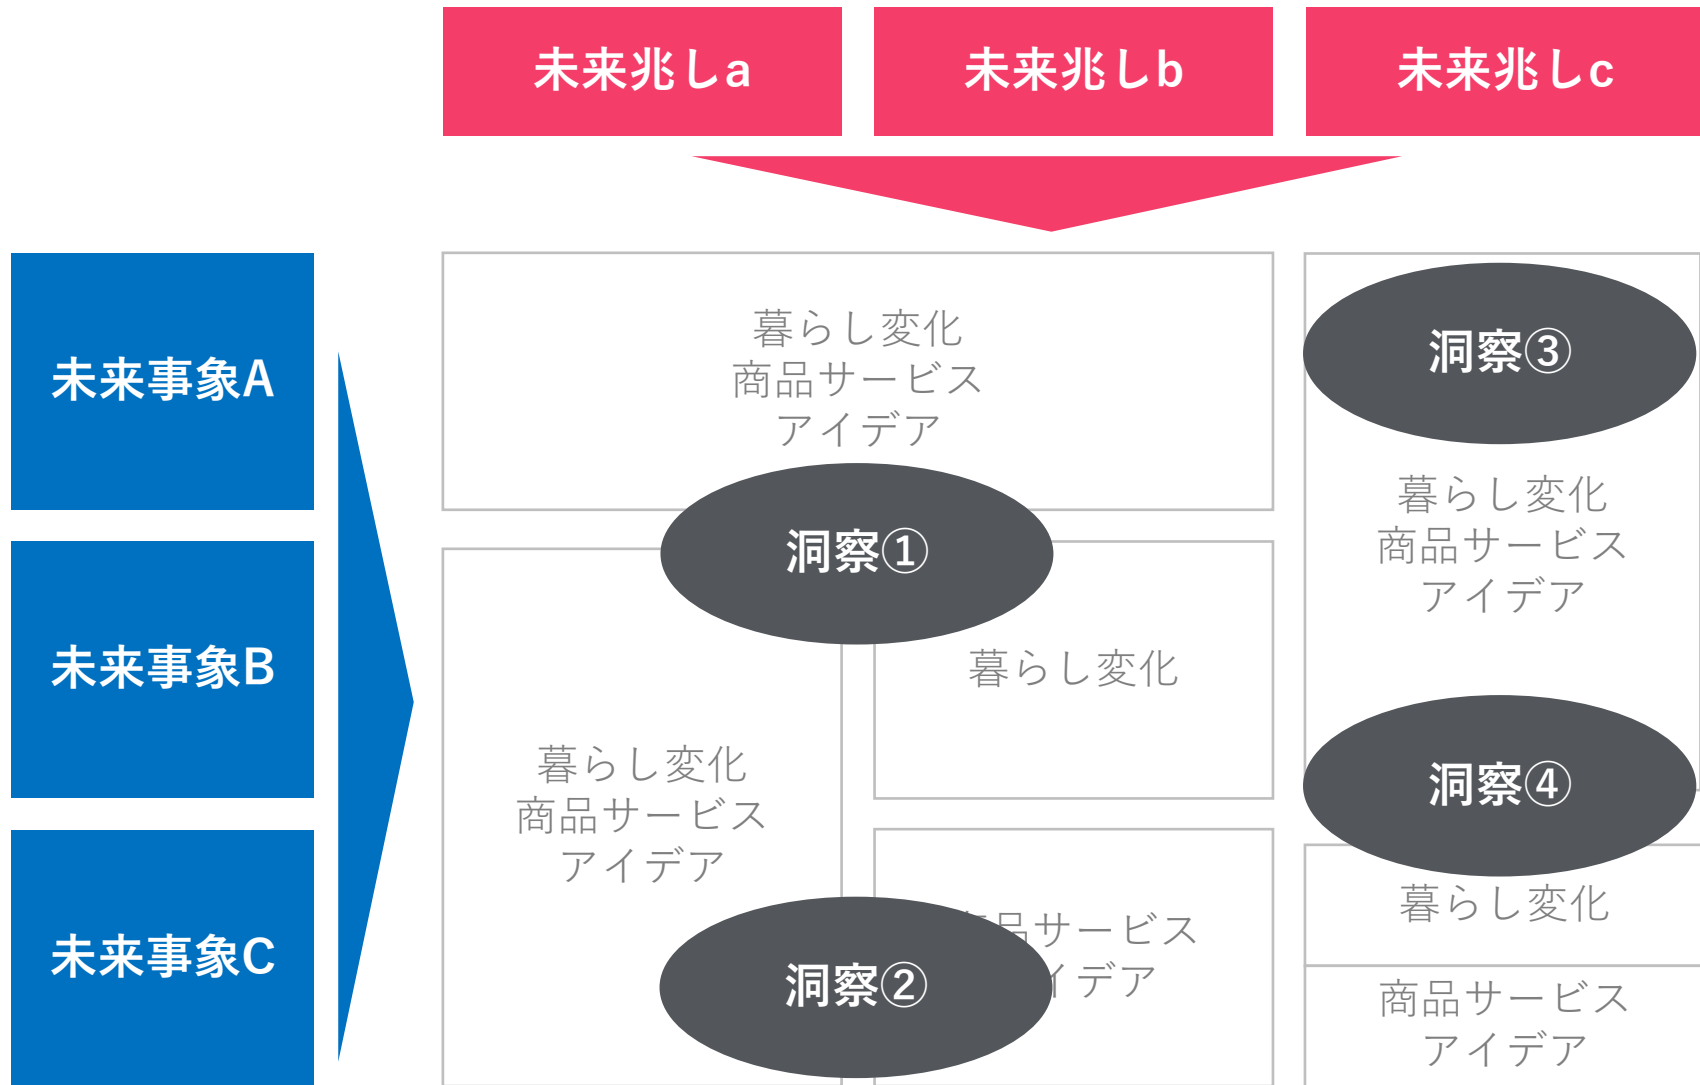 未来兆しa
未来兆しb
未来兆しc
未来事象A
暮らし変化
商品サービス
アイデア
洞察③
洞察①
暮らし変化
商品サービス
アイデア
未来事象B
暮らし変化
暮らし変化
商品サービス
アイデア
洞察④
未来事象C
洞察②
品サービス
イデア
暮らし変化
商品サービス
アイデア